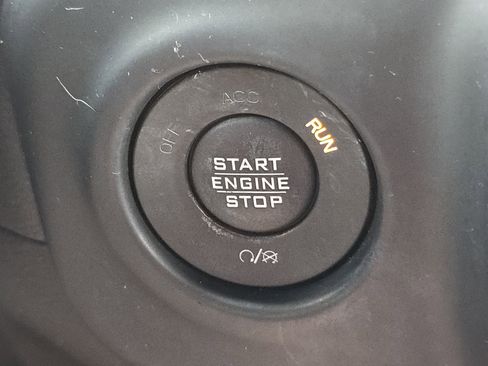 ACC
OFF
RUN
START
ENGINE
STOP